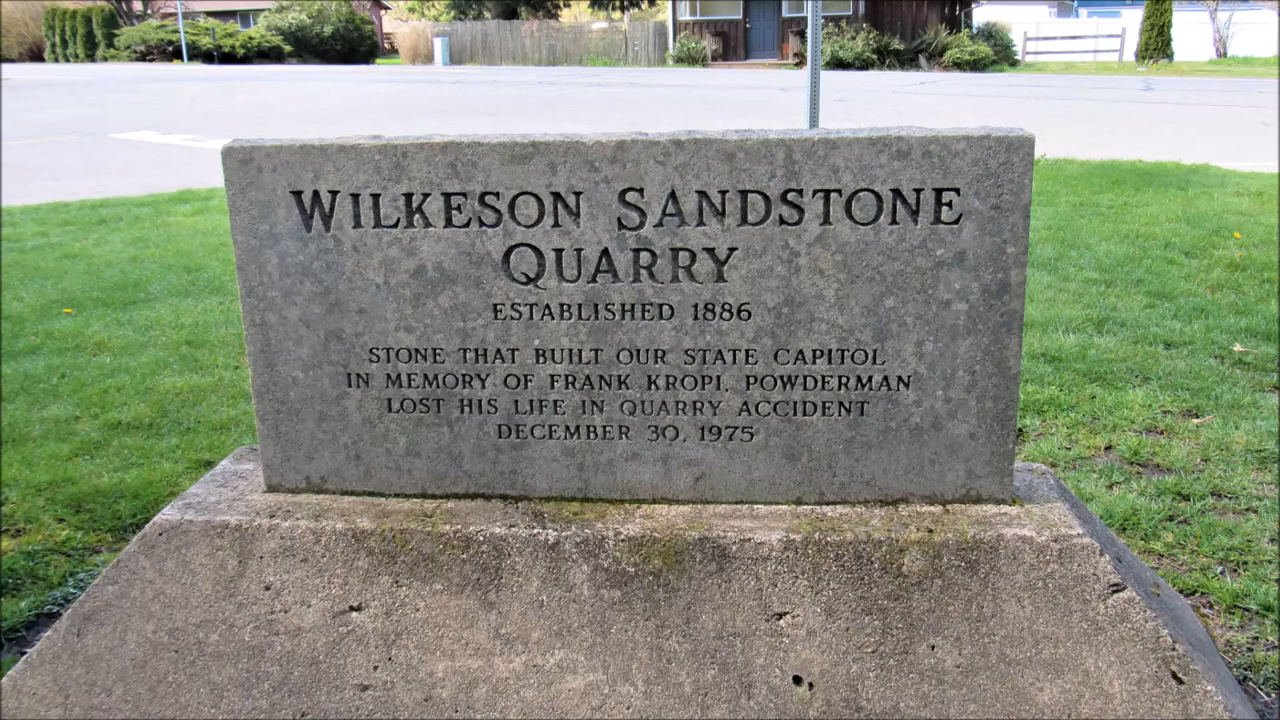 WILKESON SANDSTONE
QUARRY
ESTABLISHED 1886
STONE THAT BUILT OUR STATE CAPITOL
IN MEMORY OF FRANK KROPI, POWDERMAN
LOST HIS LIFE IN QUARRY ACCIDENT
DECEMBER 30, 1975